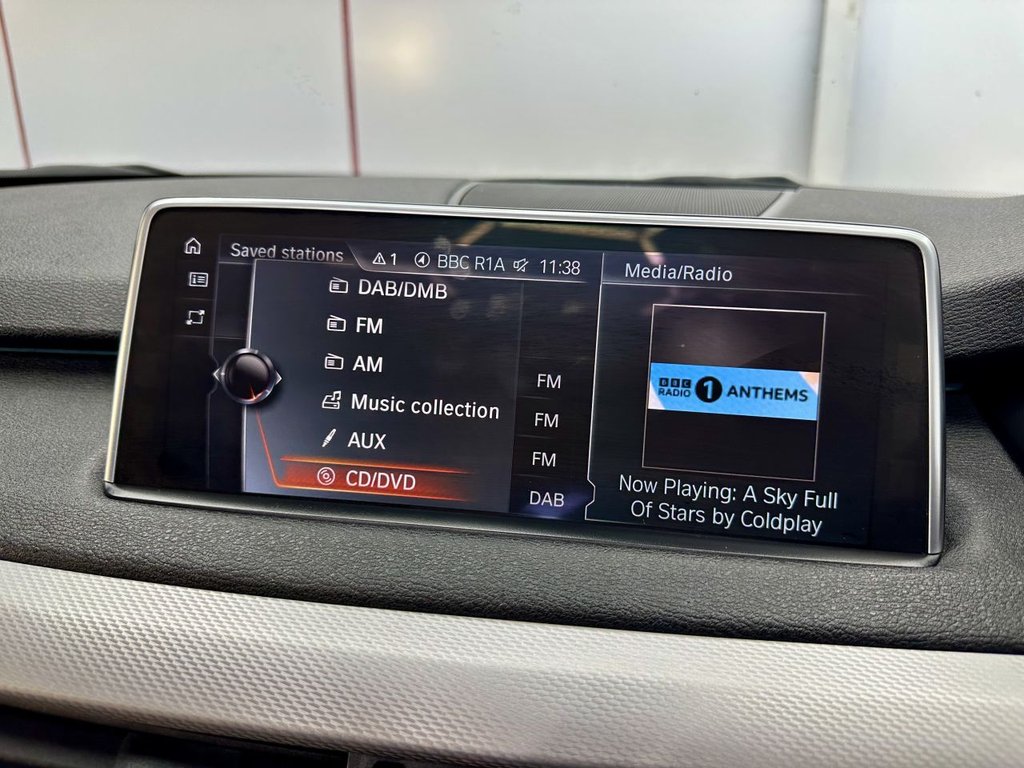 Saved stations
1 BBC R1A 11:38
DAB/DMB
FM
AM
Music collection
AUX
CD/DVD
FM
FM
FM
DAB
Media/Radio
BBC
RADIO 1 ANTHEMS
Now Playing: A Sky Full
Of Stars by Coldplay